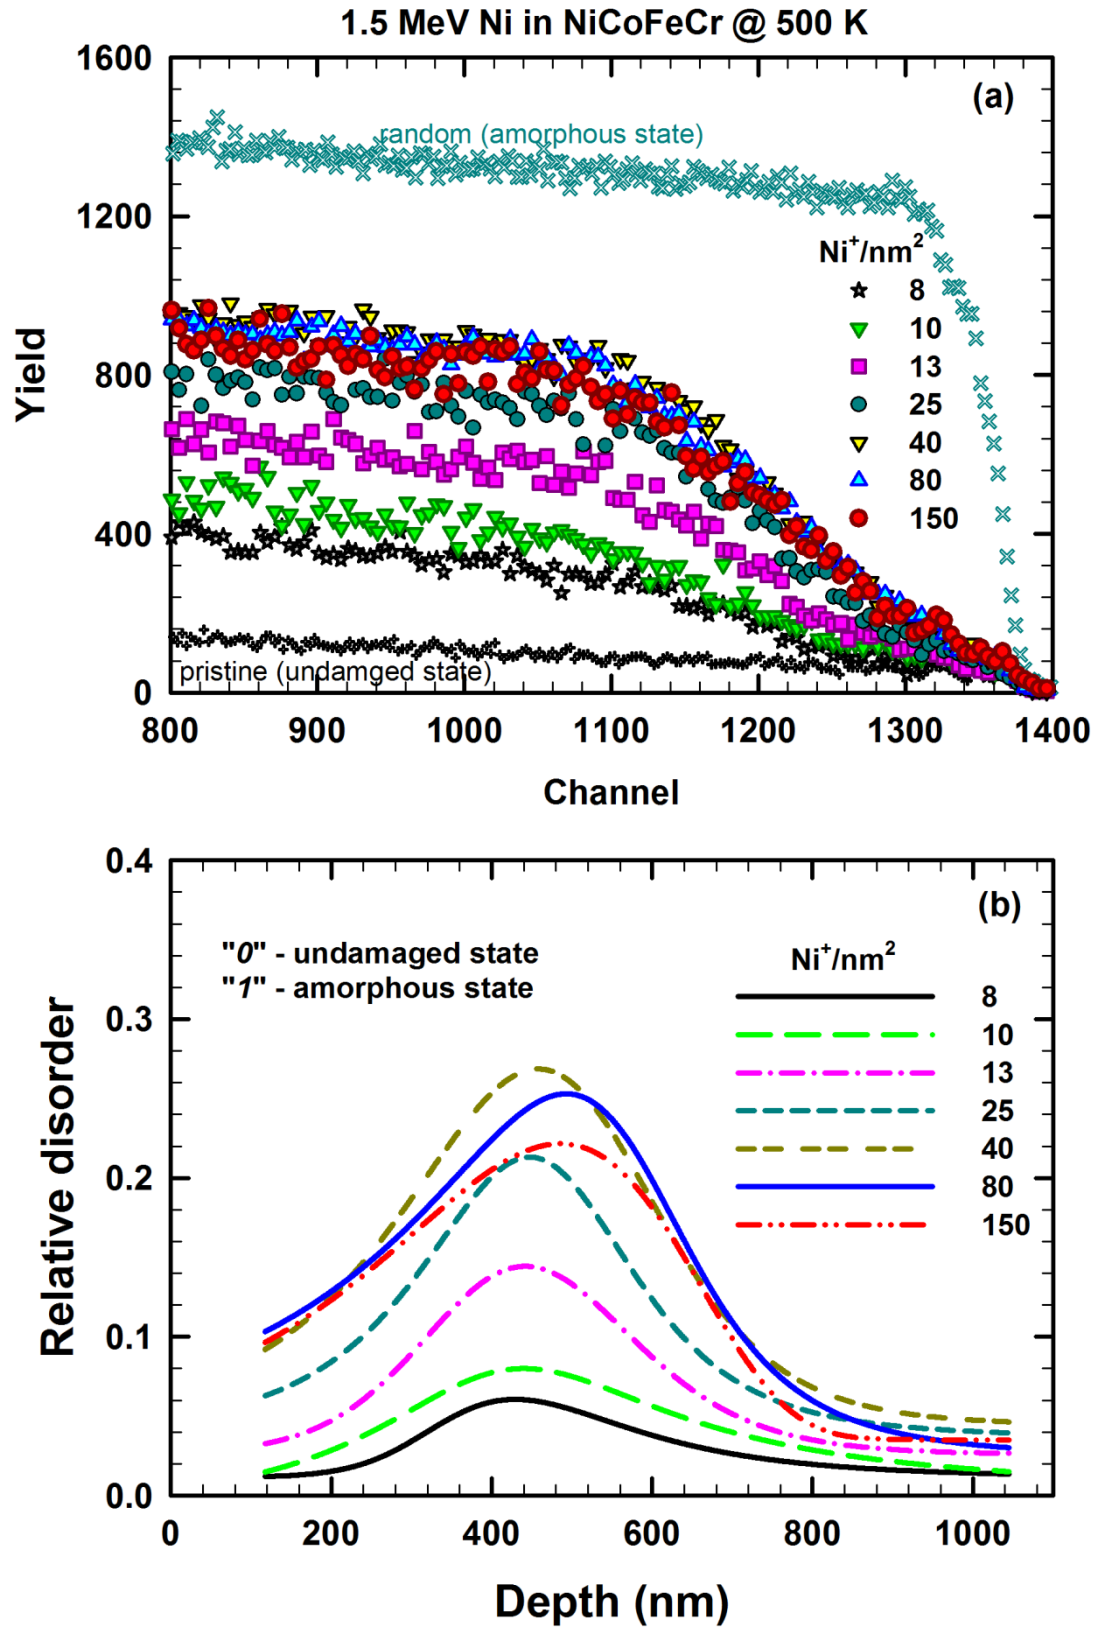 1.5 MeV Ni in NiCoFeCr @ 500 K
1600
(a)
random (amorphous state)
1200
Ni⁺/nm²
8
10
13
25
40
80
150
Yield
800
400
pristine (undamged state)
0
800 900 1000 1100 1200 1300 1400
Channel
0.4
(b)
"0" - undamaged state
"1" - amorphous state
Ni⁺/nm²
8
10
13
25
40
80
150
Relative disorder
0.3
0.2
0.1
0.0
0 200 400 600 800 1000
Depth (nm)